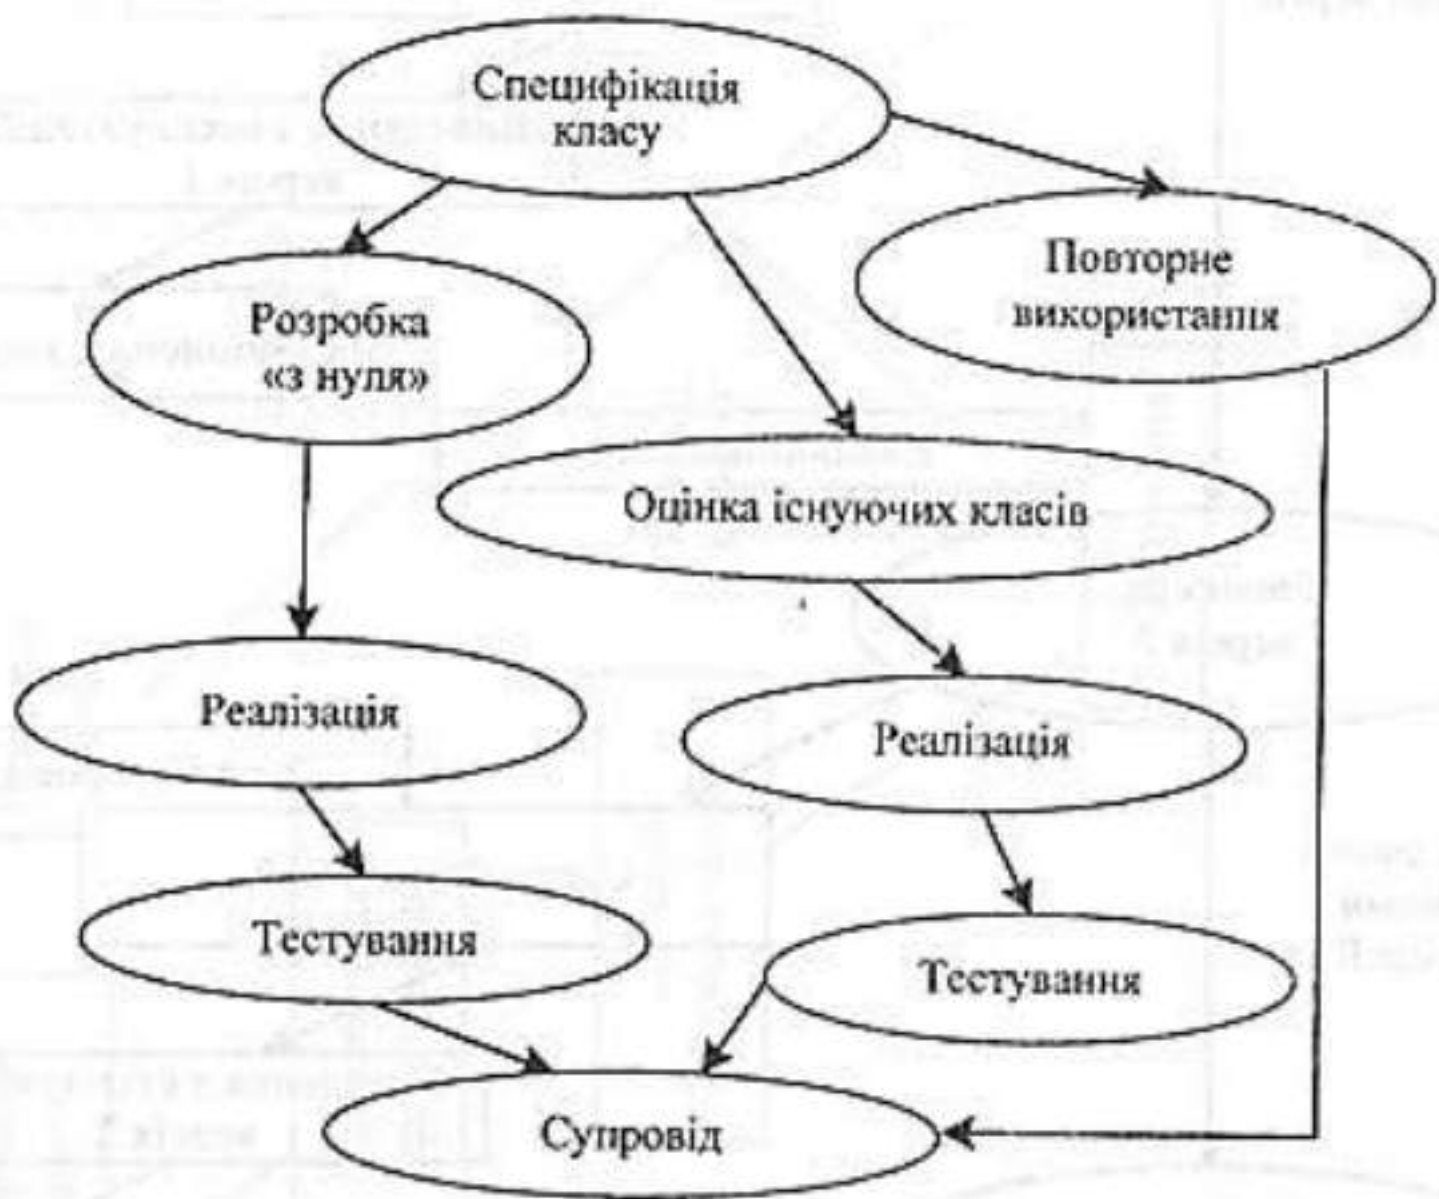 Специфікація
класу
Повторне
використання
Розробка
«з нуля»
Оцінка існуючих класів
Реалізація
Реалізація
Тестування
Тестування
Супровід